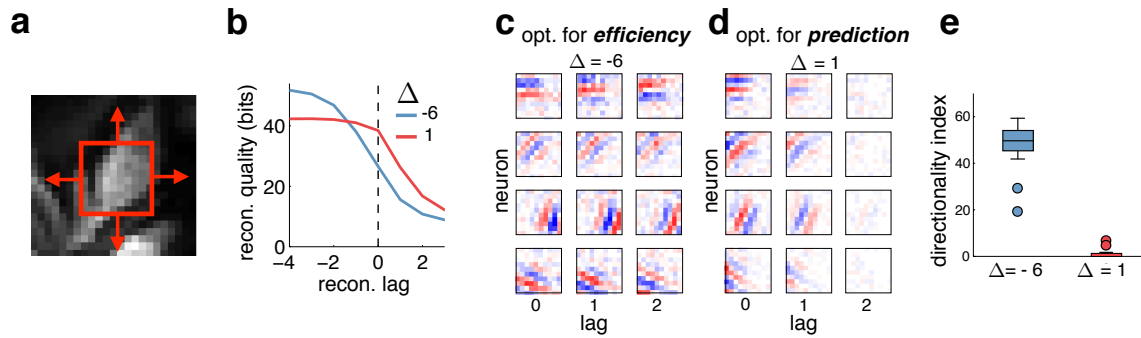 a
b
c
d
e
opt. for efficiency
Δ = -6
opt. for prediction
Δ = 1
recon. quality (bits)
40
20
0
−4
−2
0
2
recon. lag
Δ
-6
1
neuron
0
1
2
lag
neuron
0
1
2
lag
directionality index
60
40
20
0
Δ= - 6
Δ = 1